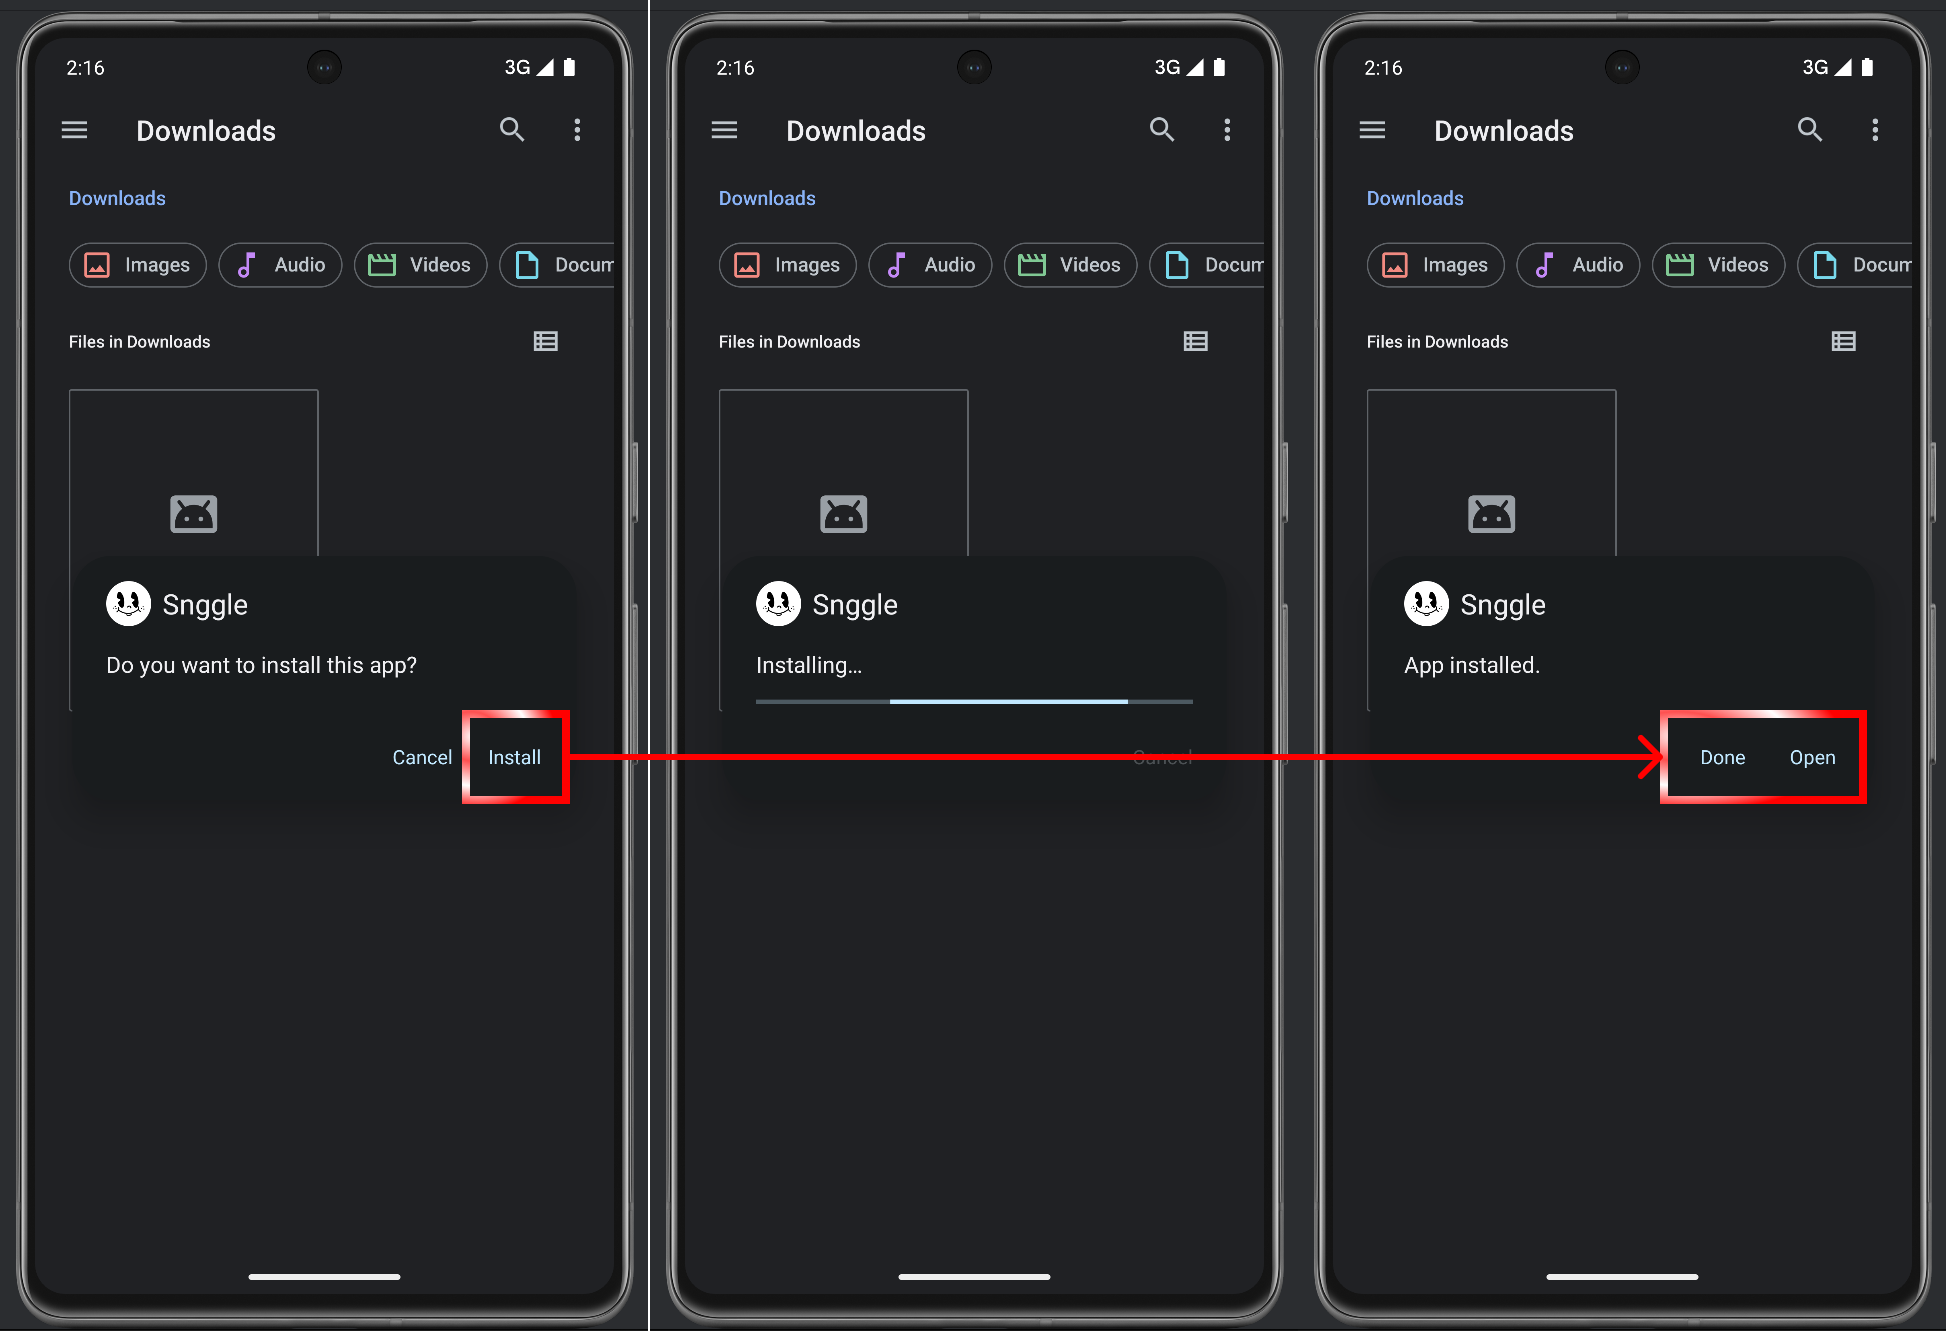 2:16
3G
Downloads
Downloads
Images
Audio
Videos
Docum
Files in Downloads
Snggle
Do you want to install this app?
Cancel
Install
2:16
3G
Downloads
Downloads
Images
Audio
Videos
Docum
Files in Downloads
Snggle
Installing...
Cancel
2:16
3G
Downloads
Downloads
Images
Audio
Videos
Docum
Files in Downloads
Snggle
App installed.
Done
Open